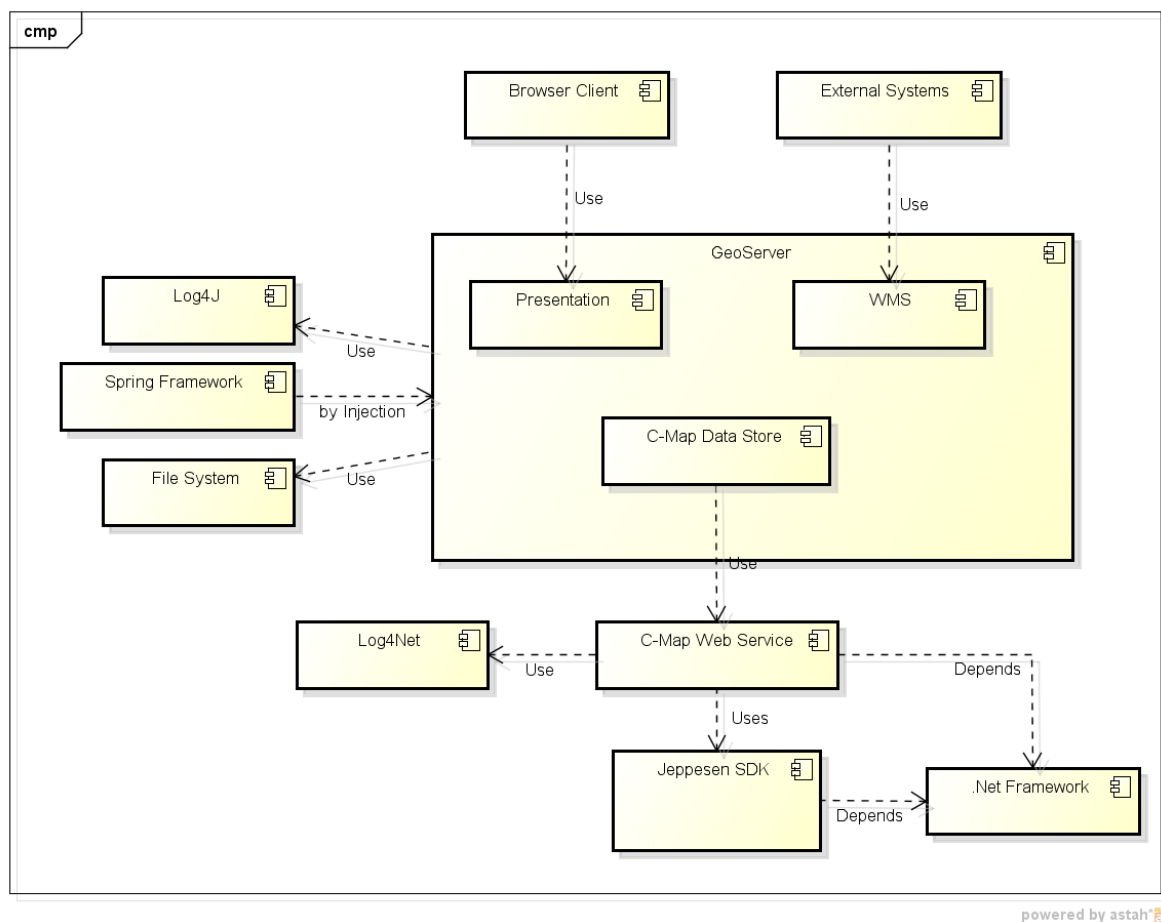 cmp
Browser Client
External Systems
Use
Use
GeoServer
Presentation
WMS
Log4J
Use
Spring Framework
by Injection
File System
Use
C-Map Data Store
Use
Log4Net
Use
C-Map Web Service
Depends
Uses
Jeppesen SDK
Depends
.Net Framework
powered by astah*